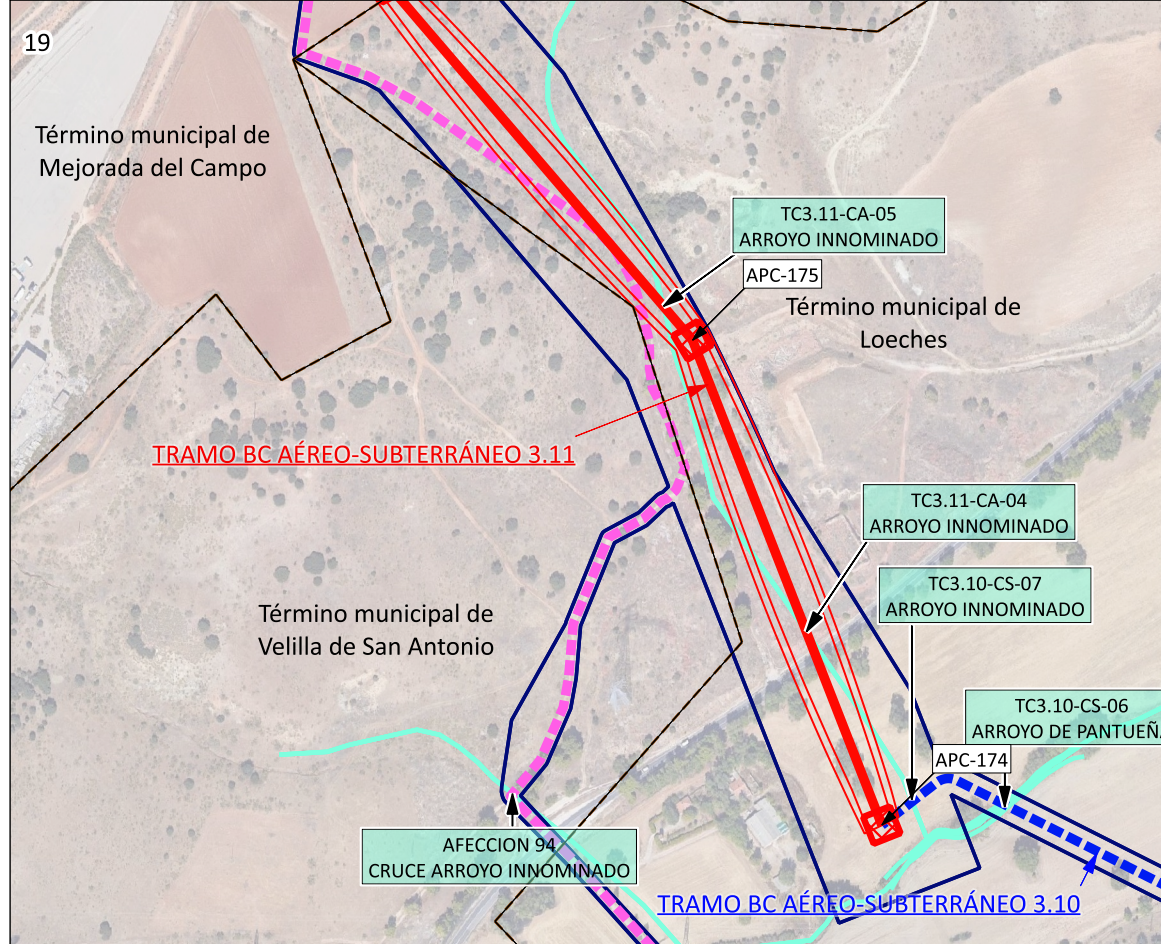 19
Término municipal de
Mejorada del Campo
TC3.11-CA-05
ARROYO INNOMINADO
APC-175
Término municipal de
Loeches
TRAMO BC AÉREO-SUBTERRÁNEO 3.11
TC3.11-CA-04
ARROYO INNOMINADO
TC3.10-CS-07
ARROYO INNOMINADO
Término municipal de
Velilla de San Antonio
TC3.10-CS-06
ARROYO DE PANTUEÑ
APC-174
AFECCION 94
CRUCE ARROYO INNOMINADO
TRAMO BC AÉREO-SUBTERRÁNEO 3.10